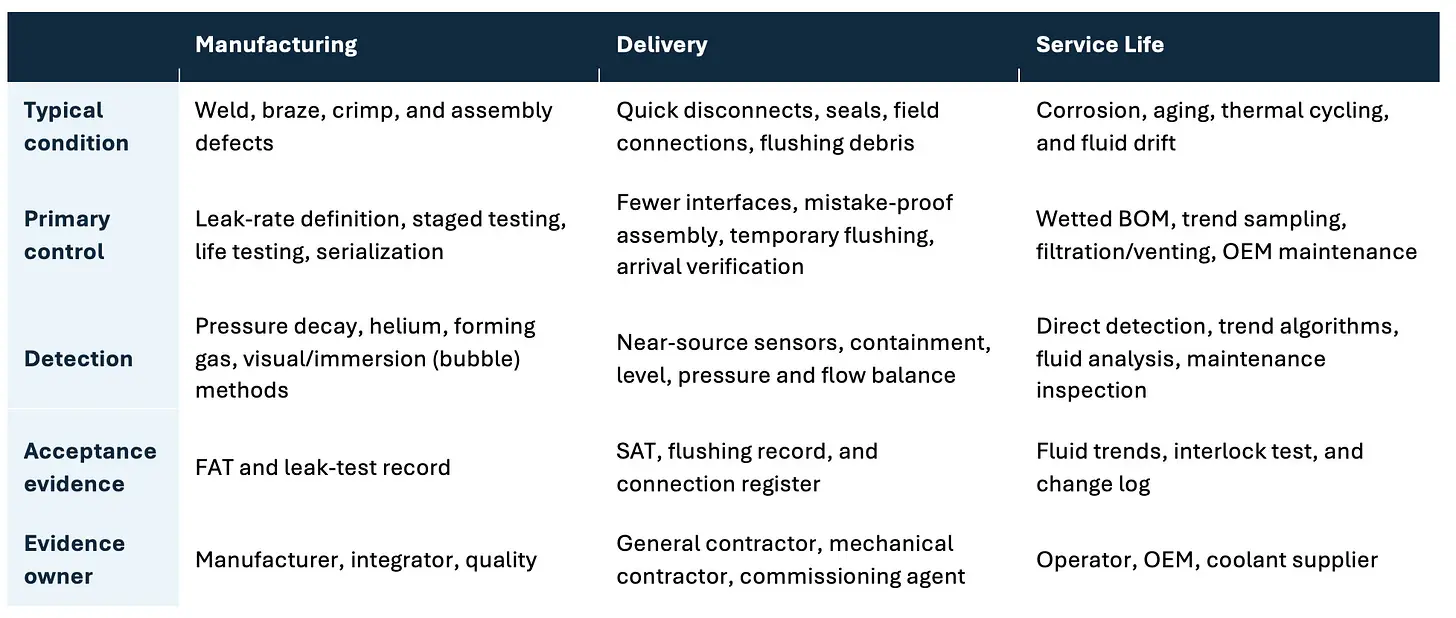 Manufacturing
Delivery
Service Life
Typical
condition
Weld, braze, crimp, and assembly
defects
Quick disconnects, seals, field
connections, flushing debris
Corrosion, aging, thermal cycling,
and fluid drift
Primary
control
Leak-rate definition, staged testing,
life testing, serialization
Fewer interfaces, mistake-proof
assembly, temporary flushing,
arrival verification
Wetted BOM, trend sampling,
filtration/venting, OEM maintenance
Detection
Pressure decay, helium, forming
gas, visual/immersion (bubble)
methods
Near-source sensors, containment,
level, pressure and flow balance
Direct detection, trend algorithms,
fluid analysis, maintenance
inspection
Acceptance
evidence
FAT and leak-test record
SAT, flushing record, and
connection register
Fluid trends, interlock test, and
change log
Evidence
owner
Manufacturer, integrator, quality
General contractor, mechanical
contractor, commissioning agent
Operator, OEM, coolant supplier